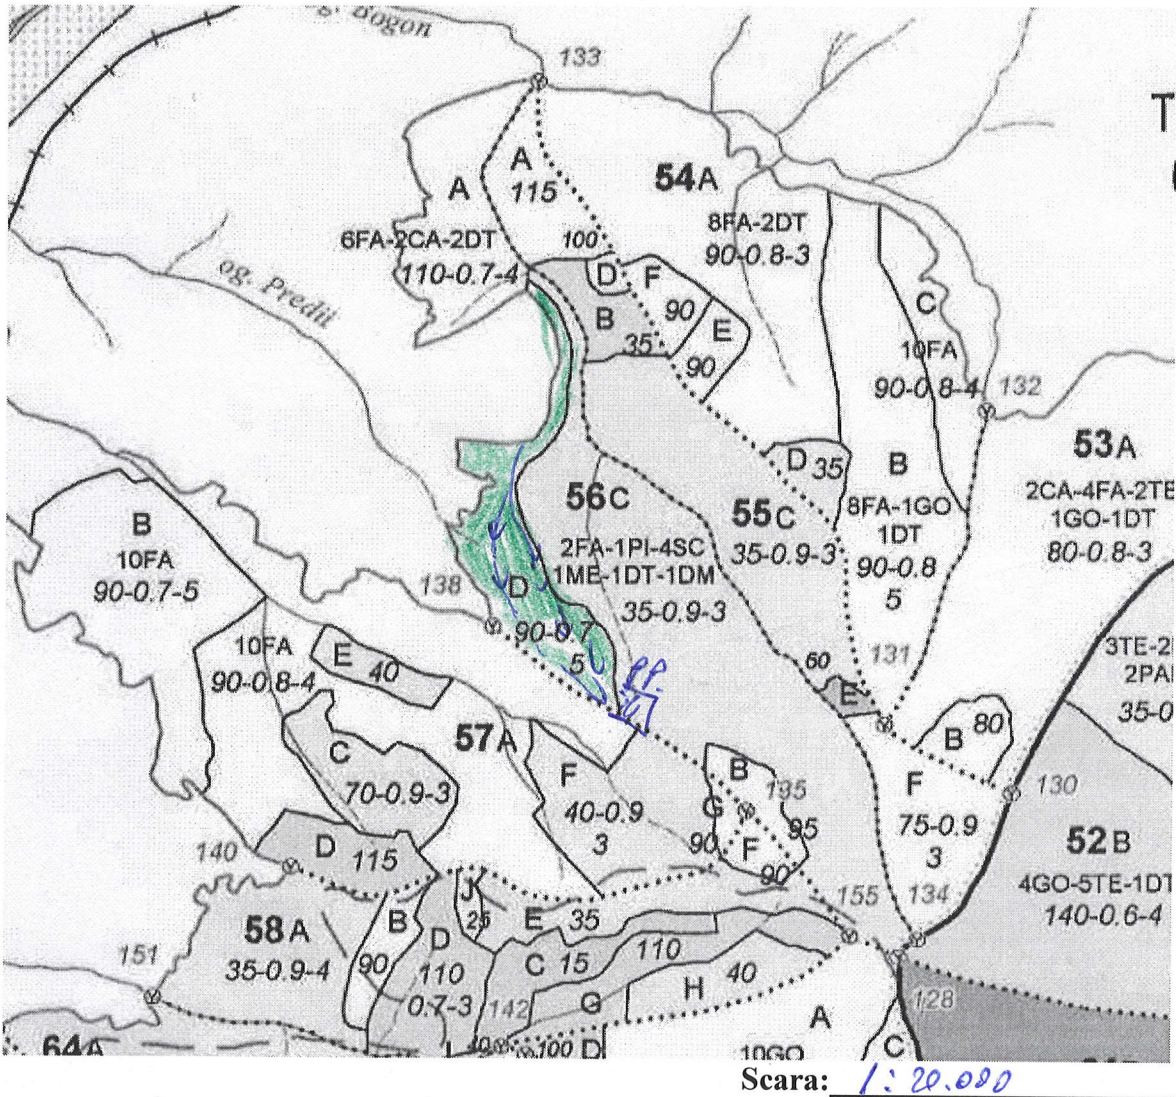 og. Bogon
133
T
A
A
115
54A
6FA-2CA-2DT
110-0.7-4
100
8FA-2DT
90-0.8-3
og. Predil
D
F
B
35
90
E
90
C
10FA
90-0.8-4
132
D 35
B
8FA-1GO
1DT
90-0.8
5
53A
2CA-4FA-2TE
1GO-1DT
80-0.8-3
56C
2FA-1PI-4SC
1ME-1DT-1DM
35-0.9-3
55C
35-0.9-3
B
10FA
90-0.7-5
138
D
90-0.7
5
10FA
90-0.8-4
E 40
60
E
131
3TE-2
2PA
35-0
P.P.
57A
C
70-0.9-3
F
40-0.9
3
B
135
G
90
F
90
95
B 80
F
75-0.9
3
130
52B
4GO-5TE-1DT
140-0.6-4
140
D 115
J
25
E 35
155
134
58A
35-0.9-4
151
B
90
D
110
0.7-3
C 15
110
142
G
H 40
128
A
10GO
C
64A
100 D
Scara: 1:20.000